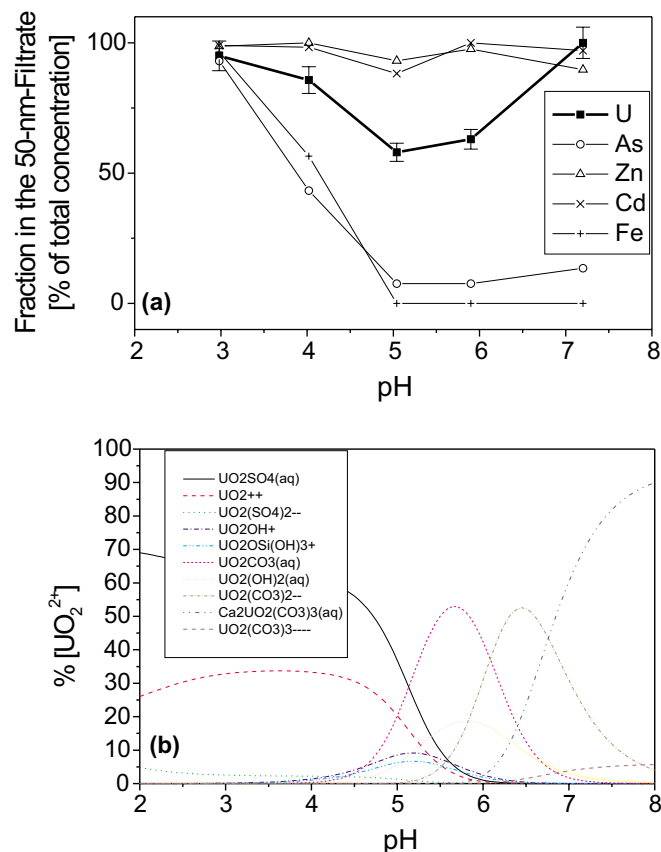 Fraction in the 50-nm-Filtrate
[% of total concentration]
100
50
0
(a)
U
As
Zn
Cd
Fe
2 3 4 5 6 7 8
pH
% [UO₂²⁺]
100
90
80
70
60
50
40
30
20
10
0
UO2SO4(aq)
UO2++
UO2(SO4)2--
UO2OH+
UO2OSi(OH)3+
UO2CO3(aq)
UO2(OH)2(aq)
UO2(CO3)2--
Ca2UO2(CO3)3(aq)
UO2(CO3)3----
(b)
2 3 4 5 6 7 8
pH